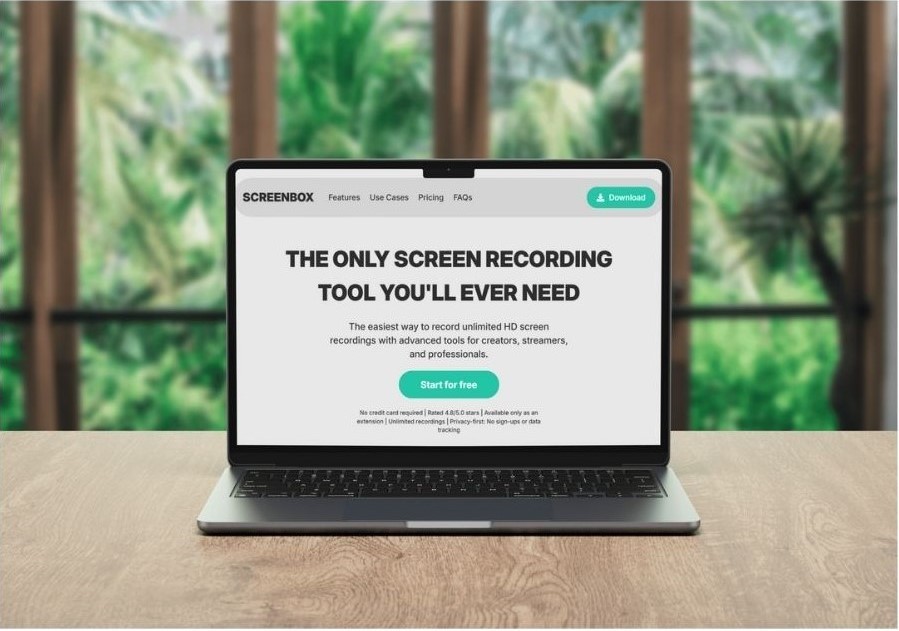 SCREENBOX Features Use Cases Pricing FAQs Download
THE ONLY SCREEN RECORDING
TOOL YOU'LL EVER NEED
The easiest way to record unlimited HD screen
recordings with advanced tools for creators, streamers,
and professionals.
Start for free
No credit card required | Rated 4.8/5.0 stars | Available only as an
extension | Unlimited recordings | Privacy-first: No sign-ups or data
tracking